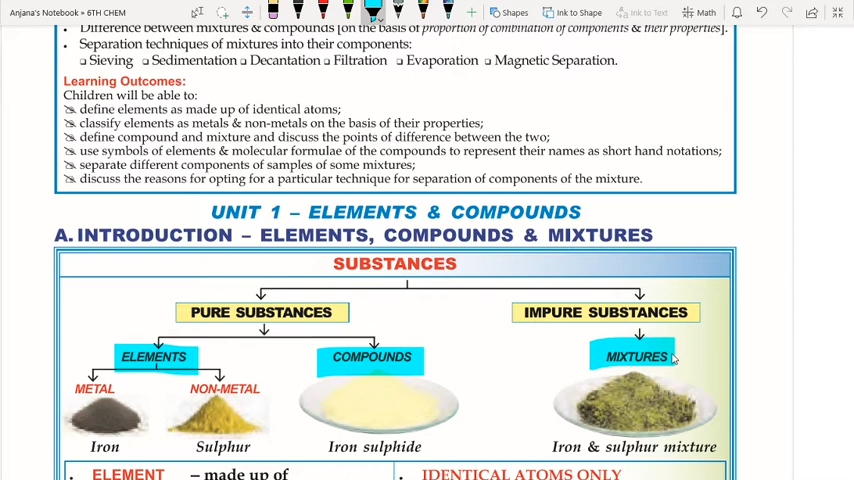 Anjana's Notebook » 6TH CHEM
Shapes
Ink to Shape
Ink to Text
Math
• Difference between mixtures & compounds [on the basis of proportion of combination of components & their properties].
• Separation techniques of mixtures into their components:
❑ Sieving ❑ Sedimentation ❑ Decantation ❑ Filtration ❑ Evaporation ❑ Magnetic Separation.
Learning Outcomes:
Children will be able to:
define elements as made up of identical atoms;
classify elements as metals & non-metals on the basis of their properties;
define compound and mixture and discuss the points of difference between the two;
use symbols of elements & molecular formulae of the compounds to represent their names as short hand notations;
separate different components of samples of some mixtures;
discuss the reasons for opting for a particular technique for separation of components of the mixture.
UNIT 1 – ELEMENTS & COMPOUNDS
A. INTRODUCTION – ELEMENTS, COMPOUNDS & MIXTURES
SUBSTANCES
PURE SUBSTANCES
IMPURE SUBSTANCES
ELEMENTS
COMPOUNDS
MIXTURES
METAL
NON-METAL
Iron
Sulphur
Iron sulphide
Iron & sulphur mixture
• ELEMENT – made up of
• IDENTICAL ATOMS ONLY